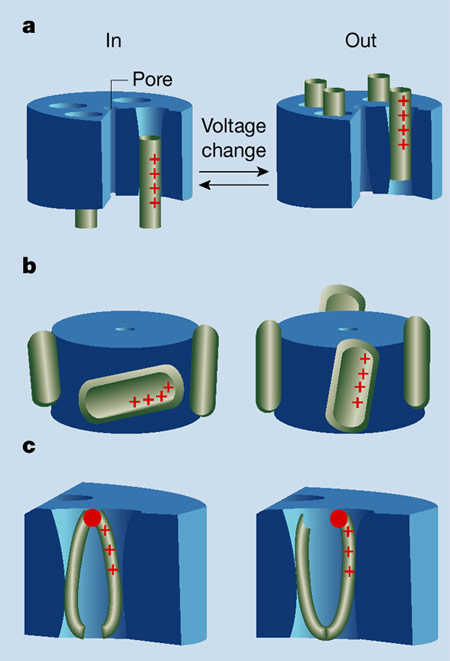 a
In
Out
Pore
Voltage
change
+
+
+
+
+
+
+
+
b
+ + + +
+
+
+
+
c
+
+
+
+
+
+